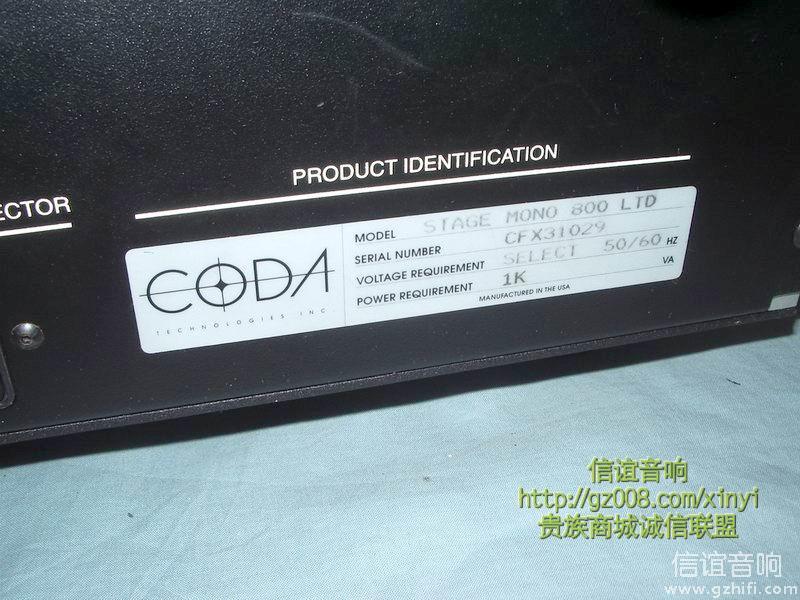 PRODUCT IDENTIFICATION
ECTOR
CODA
TECHNOLOGIES INC.
MODEL STAGE MONO 800 LTD
SERIAL NUMBER CFX31029
VOLTAGE REQUIREMENT SELECT 50/60 HZ
POWER REQUIREMENT 1K VA
MANUFACTURED IN THE USA
信谊音响
http://gz008.com/xinyi
贵族商城诚信联盟
信谊音响
www.gzhifi.com